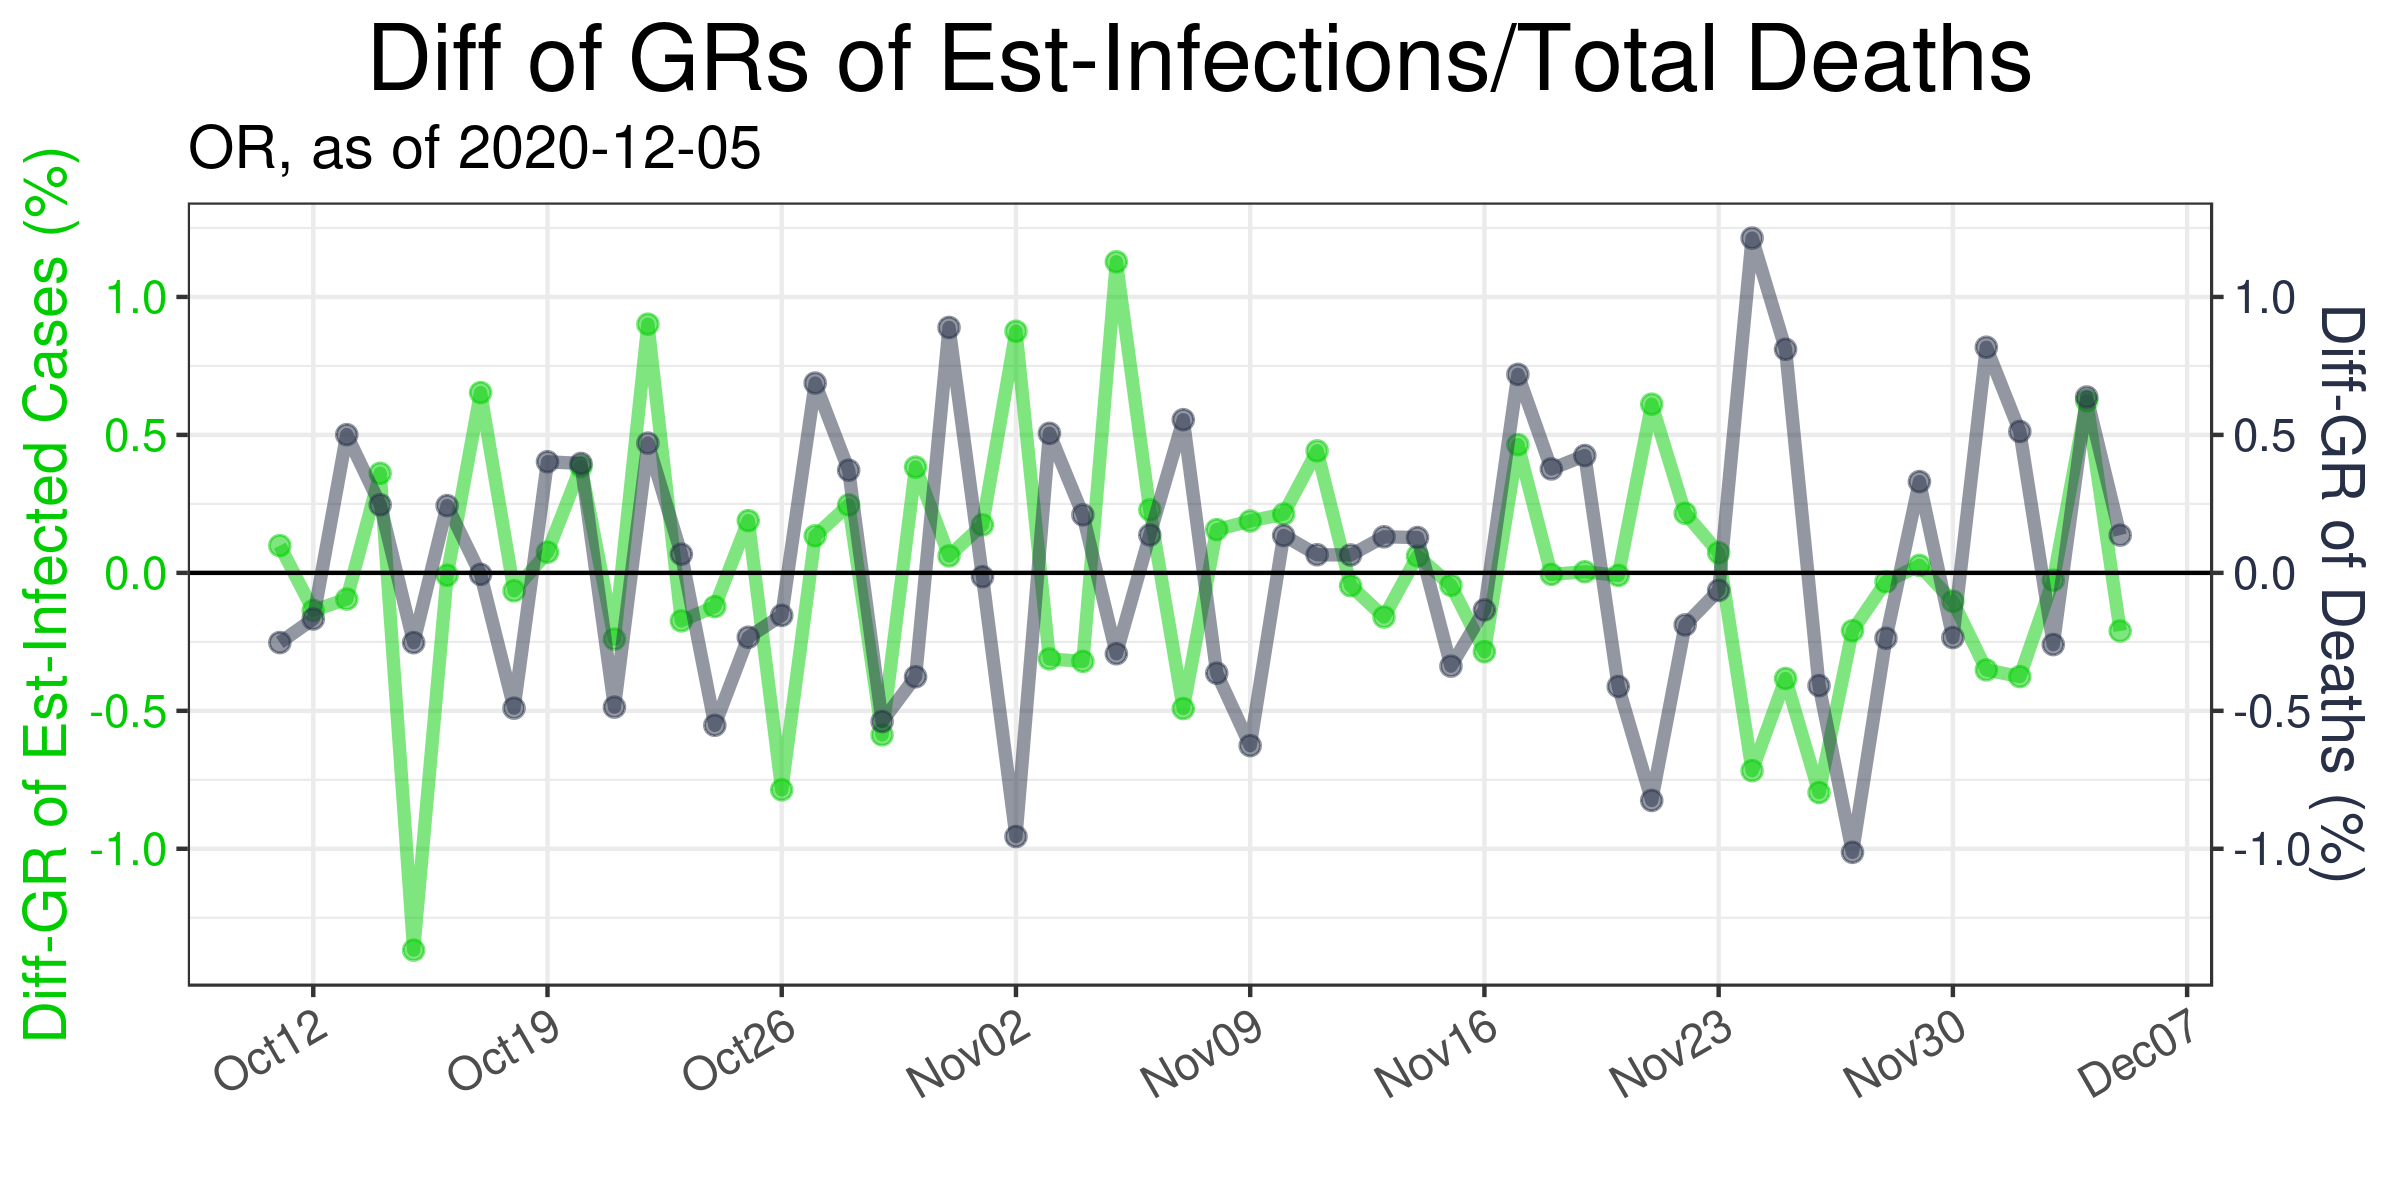 Diff of GRs of Est-Infections/Total Deaths
OR, as of 2020-12-05
Diff-GR of Est-Infected Cases (%)
1.0
0.5
0.0
-0.5
-1.0
1.0
0.5
0.0
-0.5
-1.0
Diff-GR of Deaths (%)
Oct12
Oct19
Oct26
Nov02
Nov09
Nov16
Nov23
Nov30
Dec07